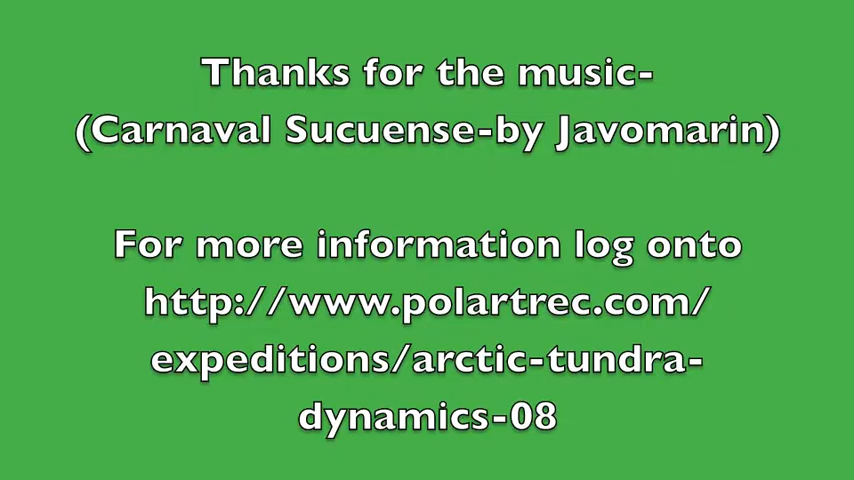 Thanks for the music-
(Carnaval Sucuense-by Javomarin)
For more information log onto
http://www.polartrec.com/
expeditions/arctic-tundra-
dynamics-08